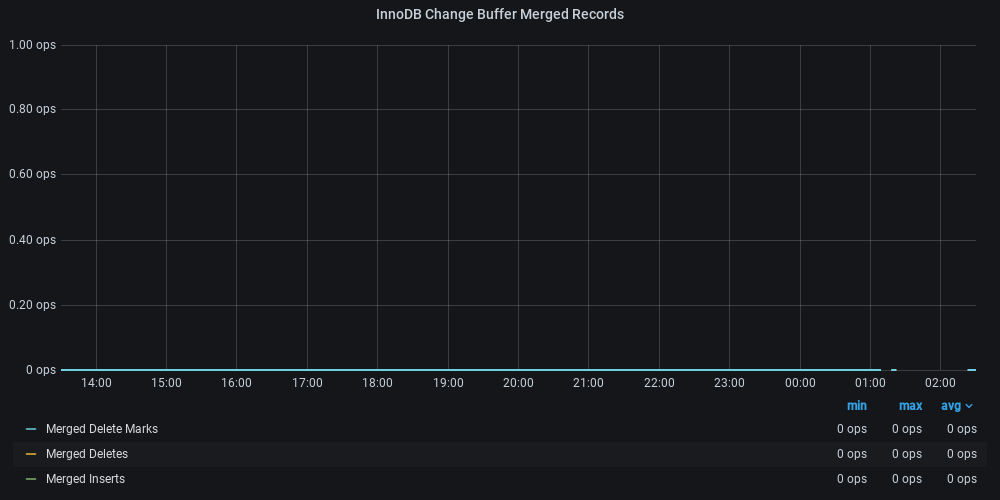 InnoDB Change Buffer Merged Records
1.00 ops
0.80 ops
0.60 ops
0.40 ops
0.20 ops
0 ops
14:00 15:00 16:00 17:00 18:00 19:00 20:00 21:00 22:00 23:00 00:00 01:00 02:00
min max avg
Merged Delete Marks 0 ops 0 ops 0 ops
Merged Deletes 0 ops 0 ops 0 ops
Merged Inserts 0 ops 0 ops 0 ops